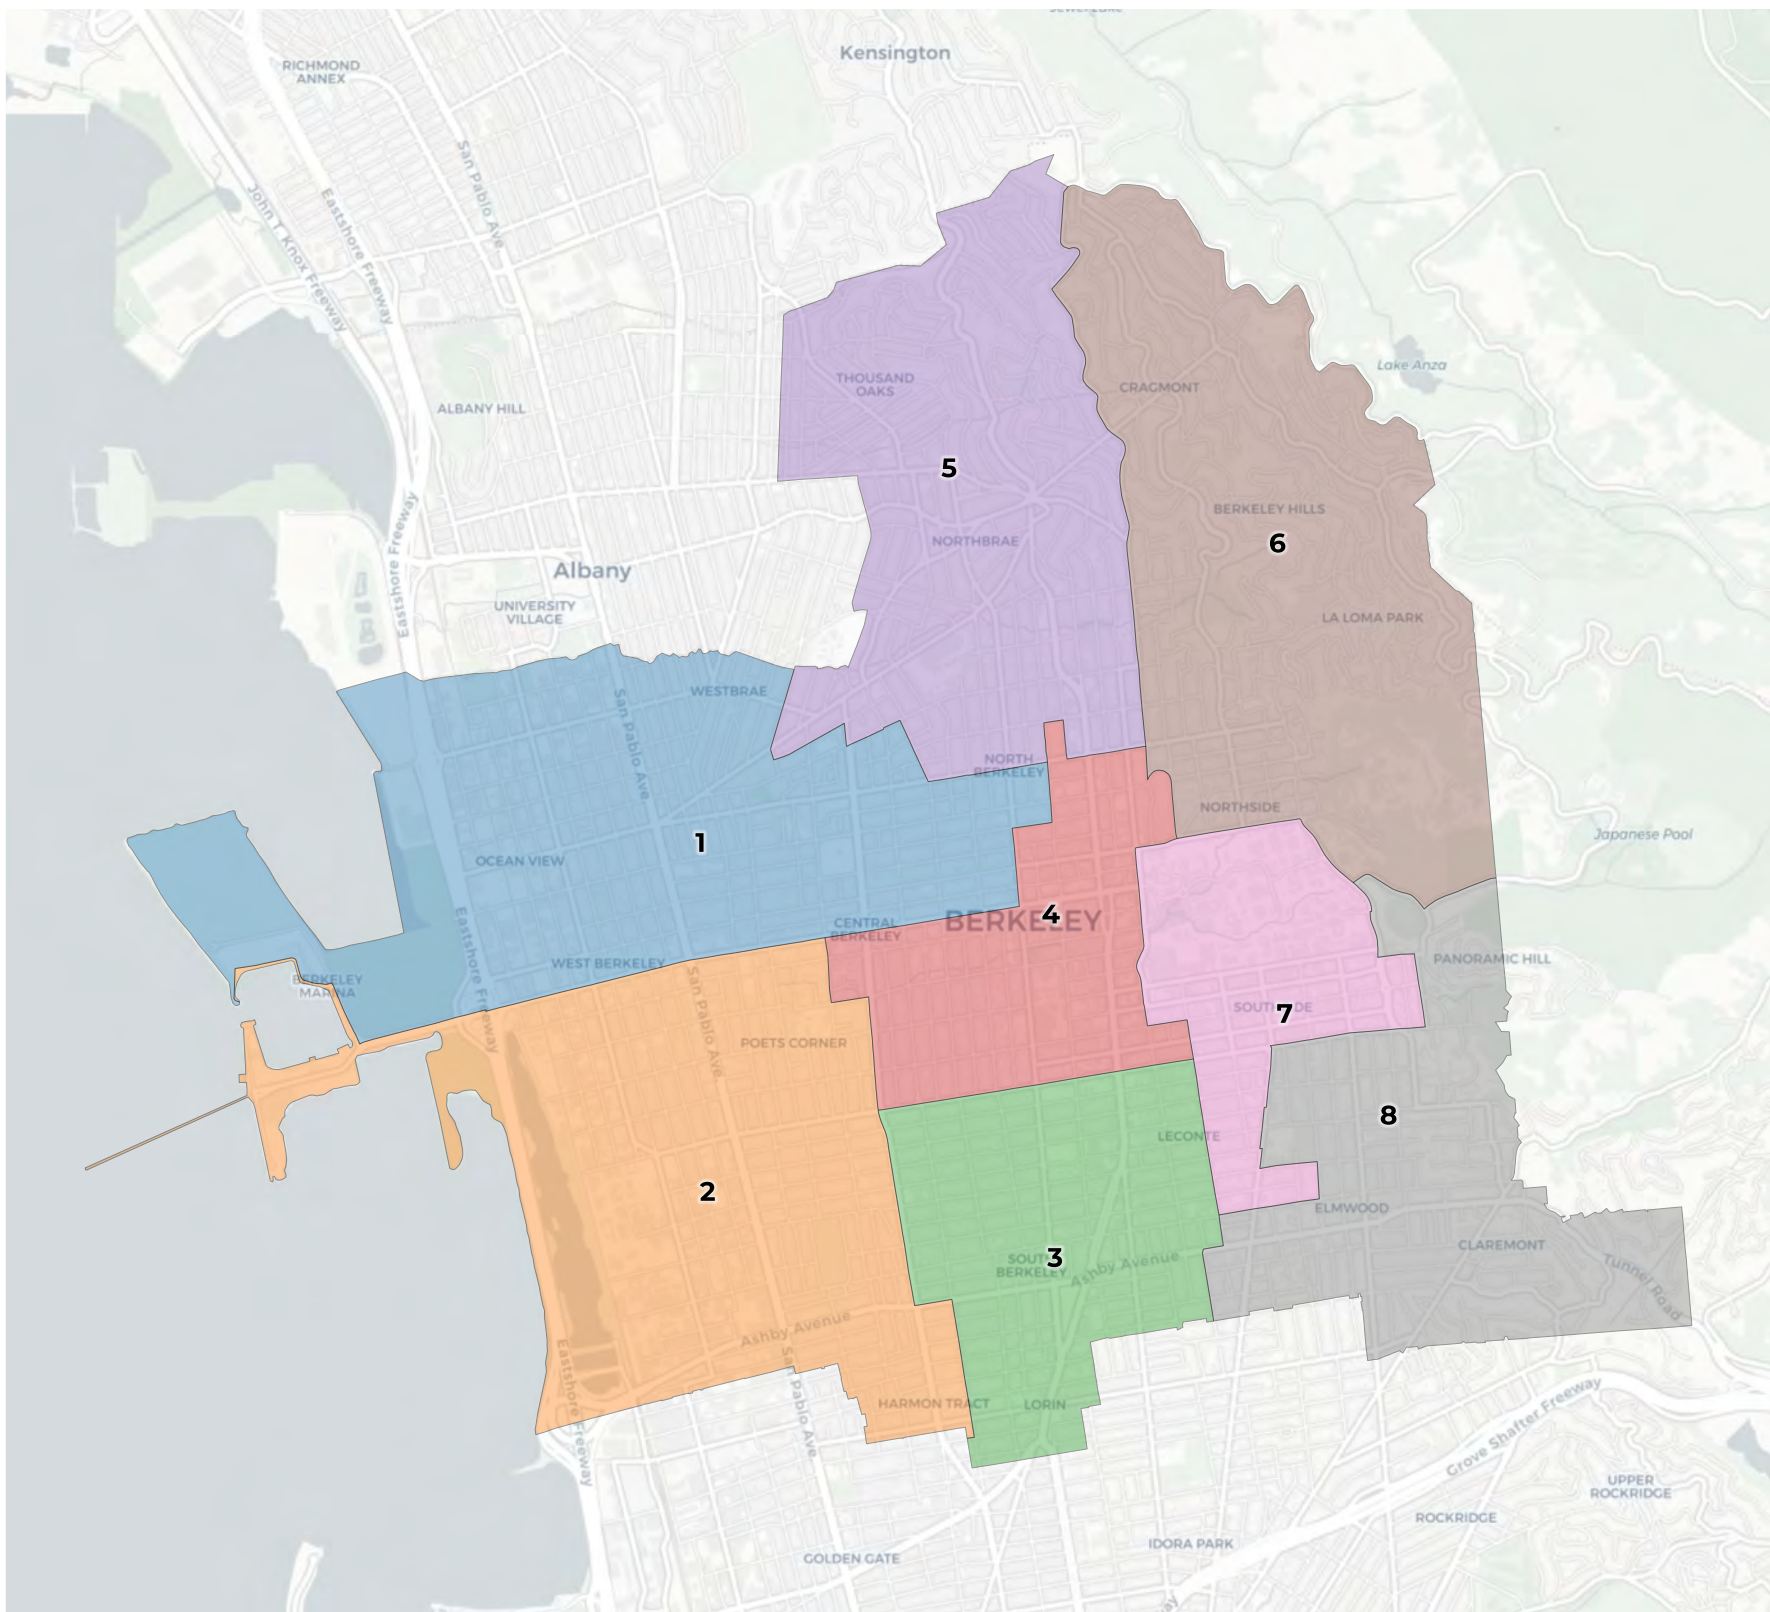 Kensington
RICHMOND
ANNEX
San Pablo Ave
John T. Knox Freeway
Eastshore Freeway
Lake Anza
THOUSAND
OAKS
CRAGMONT
ALBANY HILL
5
BERKELEY HILLS
6
NORTHBRAE
Eastshore Freeway
Albany
UNIVERSITY
VILLAGE
LA LOMA PARK
WESTBRAE
San Pablo Ave
NORTH
BERKELEY
NORTHSIDE
Japanese Pool
1
OCEAN VIEW
4
BERKELEY
CENTRAL
BERKELEY
Eastshore Freeway
WEST BERKELEY
PANORAMIC HILL
BERKELEY
MARINA
San Pablo Ave
SOUTHSIDE
7
POETS CORNER
8
LECONTE
2
ELMWOOD
CLAREMONT
3
SOUTH
BERKELEY
Ashby Avenue
Tunnel Road
Ashby Avenue
Eastshore Freeway
San Pablo Ave
HARMON TRACT
LORIN
Grove Shafter Freeway
UPPER
ROCKRIDGE
ROCKRIDGE
IDORA PARK
GOLDEN GATE